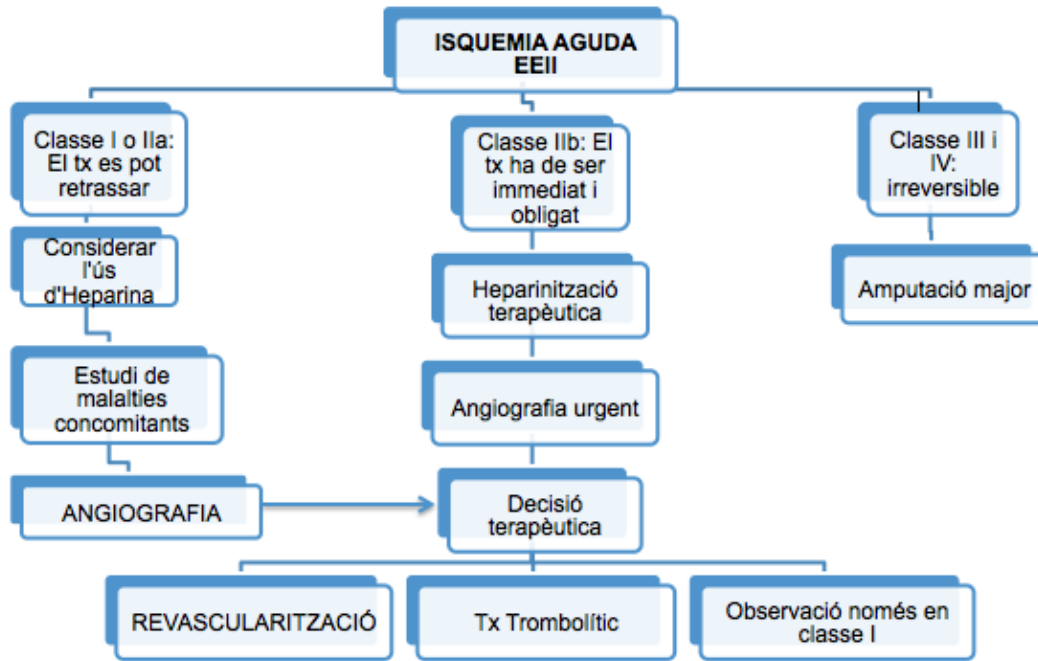 ISQUEMIA AGUDA
EEII
Classe I o IIa:
El tx es pot
retrassar
Classe IIb: El
tx ha de ser
immediat i
obligat
Classe III i
IV:
irreversible
Considerar
l'ús
d'Heparina
Heparinització
terapèutica
Amputació major
Estudi de
malalties
concomitants
Angiografia urgent
ANGIOGRAFIA
Decisió
terapèutica
REVASCULARITZACIÓ
Tx Trombolític
Observació només en
classe I